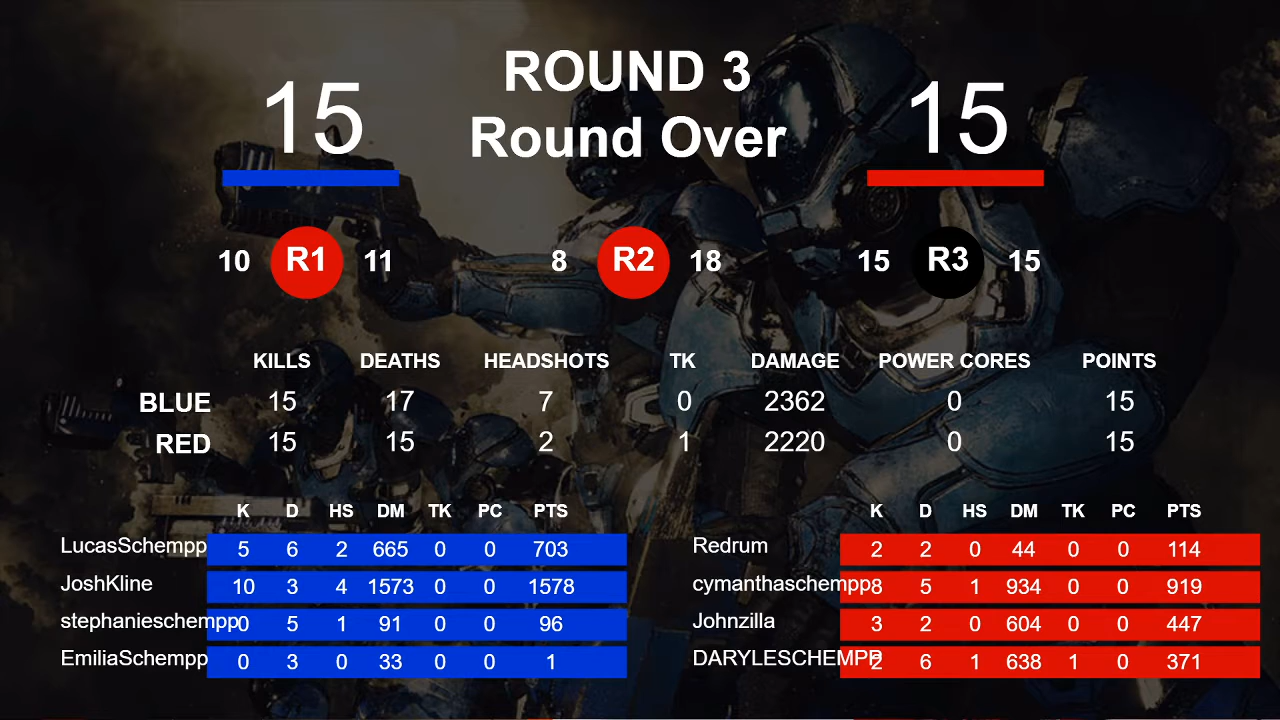 ROUND 3
15 Round Over 15
10 R1 11 8 R2 18 15 R3 15
KILLS DEATHS HEADSHOTS TK DAMAGE POWER CORES POINTS
BLUE 15 17 7 0 2362 0 15
RED 15 15 2 1 2220 0 15
K D HS DM TK PC PTS
LucasSchempp 5 6 2 665 0 0 703
JoshKline 10 3 4 1573 0 0 1578
stephanieschempp 0 5 1 91 0 0 96
EmiliaSchempp 0 3 0 33 0 0 1
K D HS DM TK PC PTS
Redrum 2 2 0 44 0 0 114
cymanthaschempp 8 5 1 934 0 0 919
Johnzilla 3 2 0 604 0 0 447
DARYLESCHEMPP 2 6 1 638 1 0 371